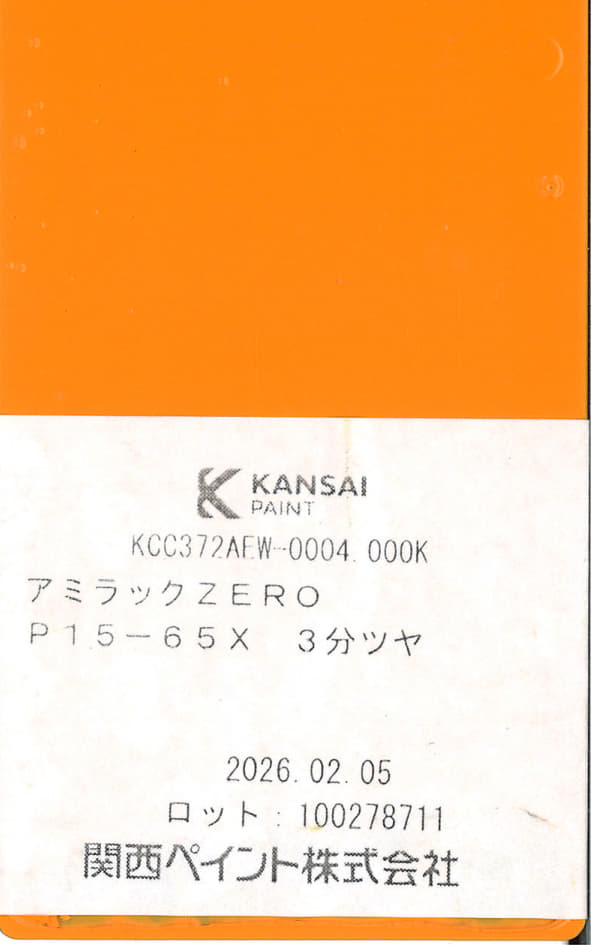 KANSAI
PAINT
KCC372AEW-0004.000K
アミラックZERO
P15-65X 3分ツヤ
2026.02.05
ロット:100278711
関西ペイント株式会社